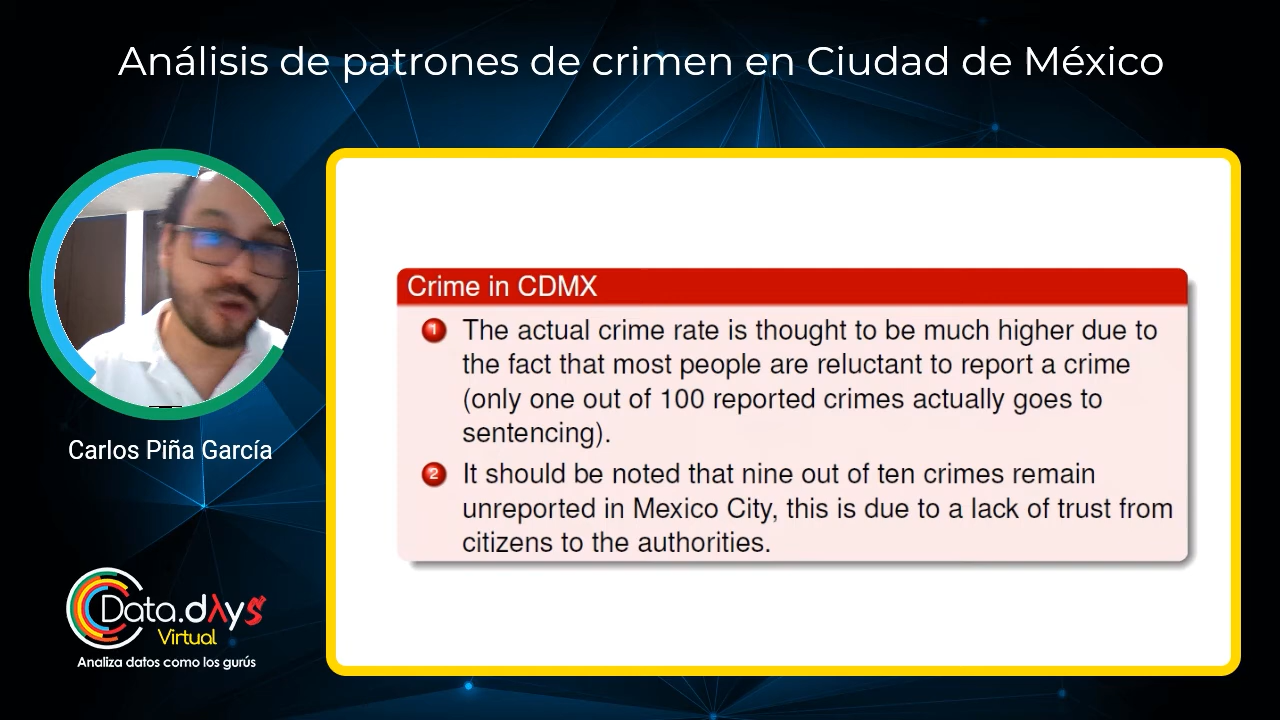 Análisis de patrones de crimen en Ciudad de México
Crime in CDMX
1 The actual crime rate is thought to be much higher due to
the fact that most people are reluctant to report a crime
(only one out of 100 reported crimes actually goes to
sentencing).
2 It should be noted that nine out of ten crimes remain
unreported in Mexico City, this is due to a lack of trust from
citizens to the authorities.
Carlos Piña García
Data.dλys
Virtual
Analiza datos como los gurús